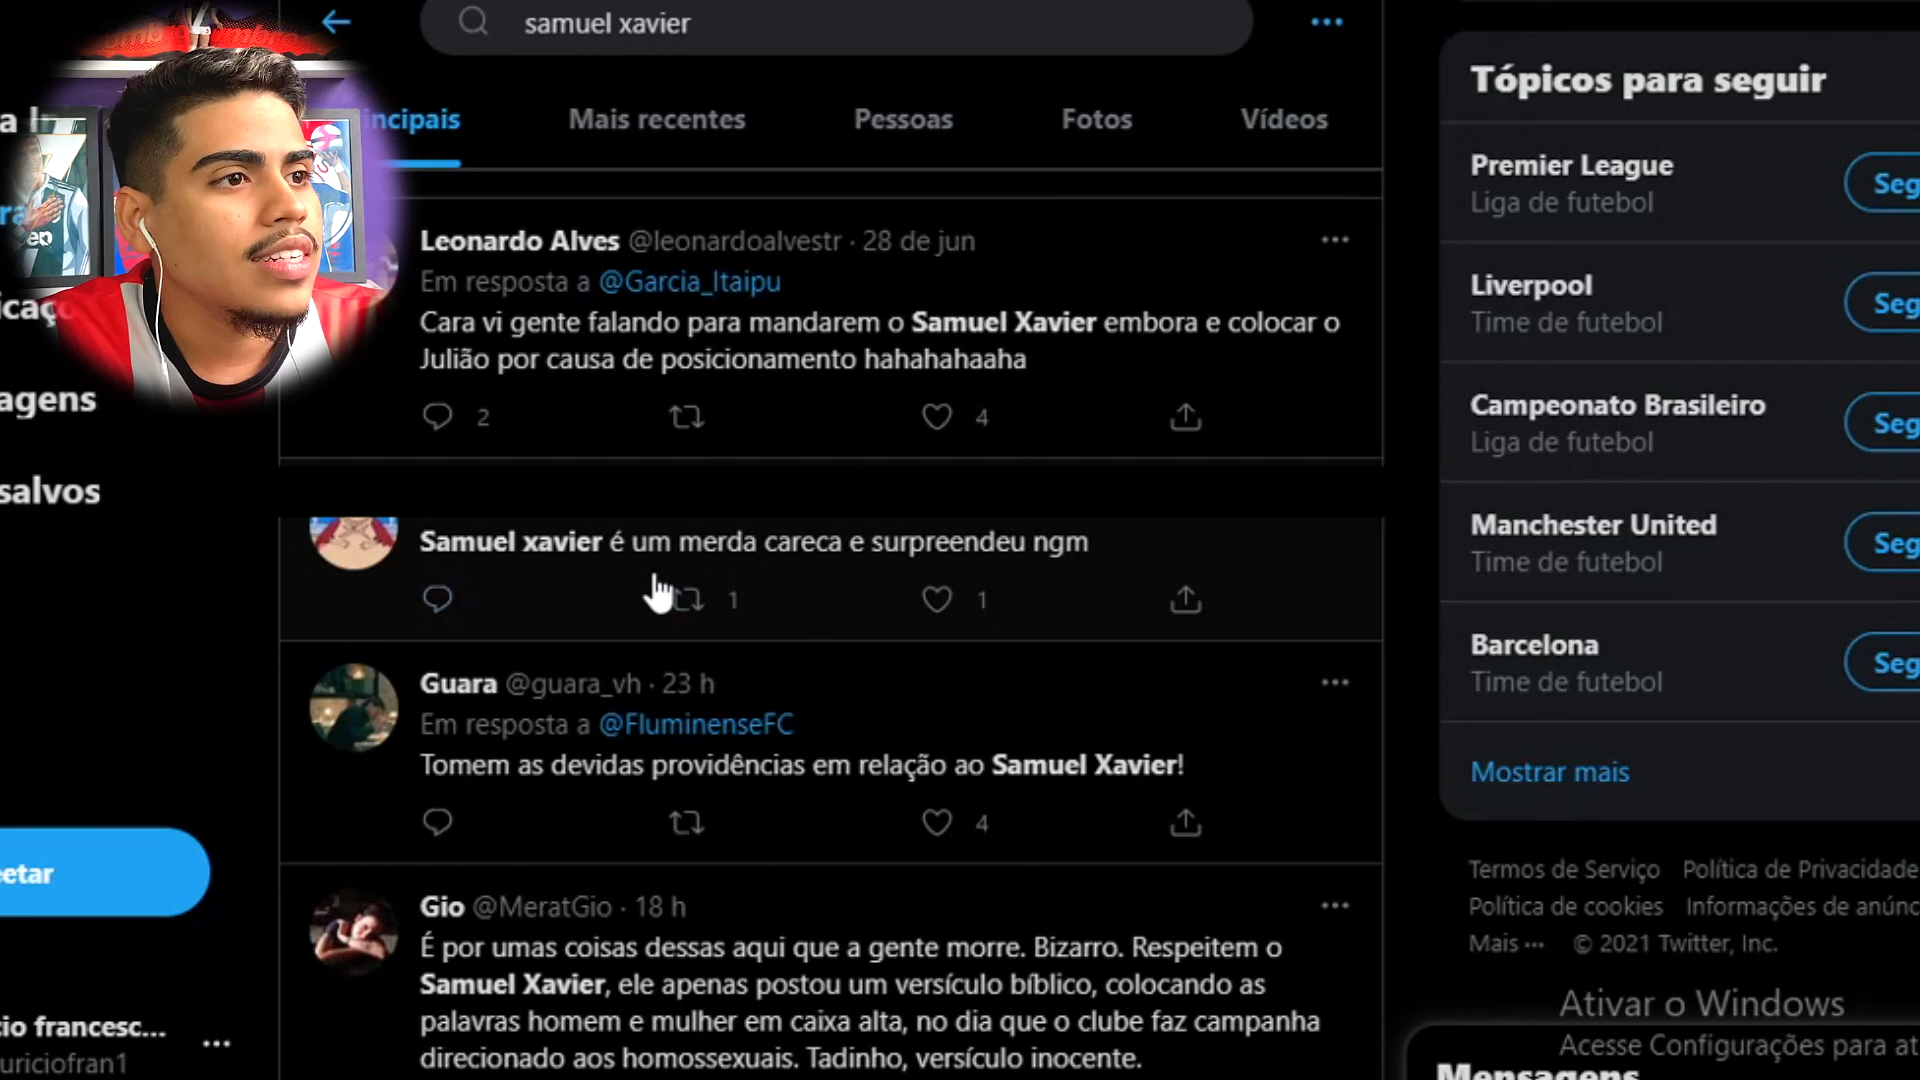 samuel xavier
Tópicos para seguir
incipais
Mais recentes
Pessoas
Fotos
Vídeos
Premier League
Liga de futebol
Seg
Leonardo Alves @leonardoalvestr · 28 de jun
Em resposta a @Garcia_Itaipu
Cara vi gente falando para mandarem o Samuel Xavier embora e colocar o
Julião por causa de posicionamento hahahahaaha
2
4
Liverpool
Time de futebol
Seg
Campeonato Brasileiro
Liga de futebol
Seg
agens
salvos
Samuel xavier é um merda careca e surpreendeu ngm
1
1
Manchester United
Time de futebol
Seg
Guara @guara_vh · 23 h
Em resposta a @FluminenseFC
Tomem as devidas providências em relação ao Samuel Xavier!
4
Barcelona
Time de futebol
Seg
Mostrar mais
etar
Gio @MeratGio · 18 h
É por umas coisas dessas aqui que a gente morre. Bizarro. Respeitem o
Samuel Xavier, ele apenas postou um versículo bíblico, colocando as
palavras homem e mulher em caixa alta, no dia que o clube faz campanha
direcionado aos homossexuais. Tadinho, versículo inocente.
Termos de Serviço Política de Privacidade
Política de cookies Informações de anúnc
Mais ··· © 2021 Twitter, Inc.
io francesc...
uriciofran1
Ativar o Windows
Acesse Configurações para at
Mensagens